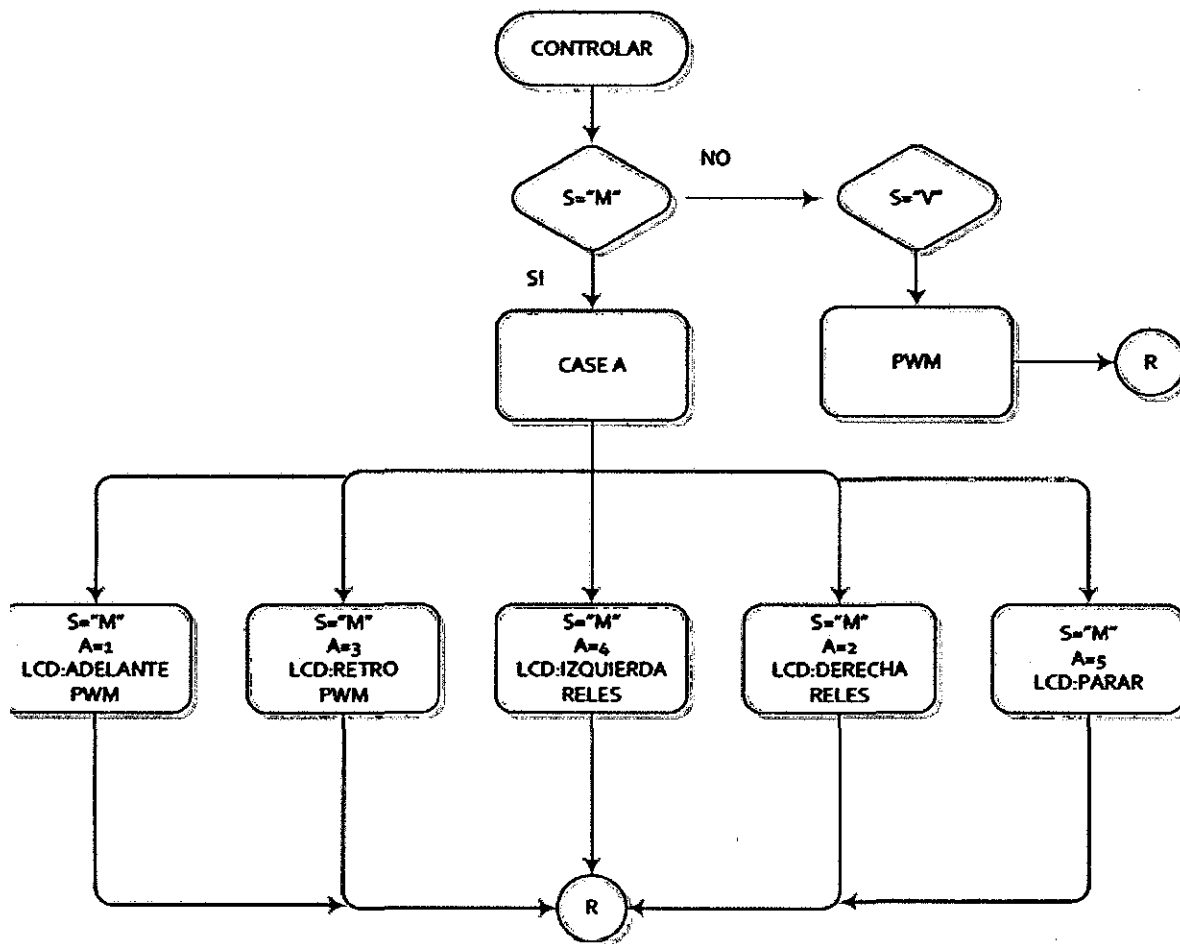 CONTROLAR
S="M"
NO
S="V"
SI
CASE A
PWM
R
S="M"
A=1
LCD:ADELANTE
PWM
S="M"
A=3
LCD:RETRO
PWM
S="M"
A=4
LCD:IZQUIERDA
RELES
S="M"
A=2
LCD:DERECHA
RELES
S="M"
A=5
LCD:PARAR
R